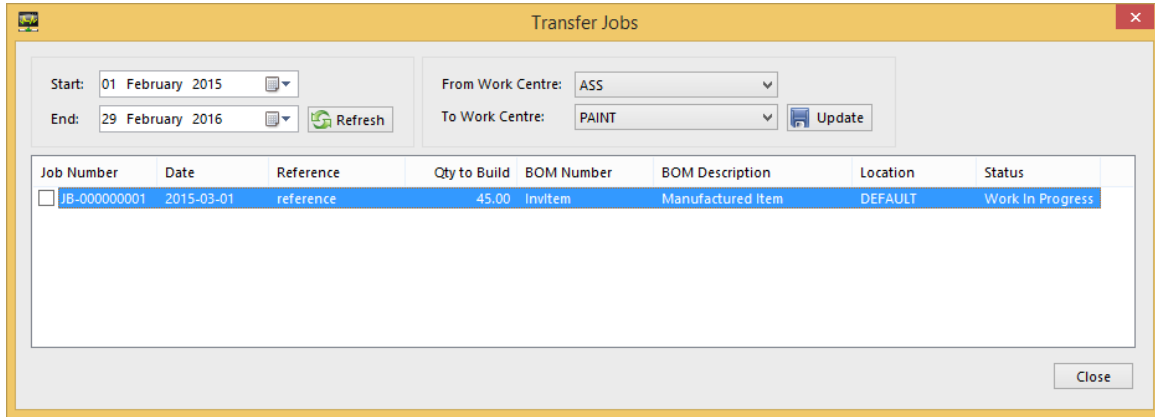 Transfer Jobs
Start: 01 February 2015
End: 29 February 2016 Refresh
From Work Centre: ASS
To Work Centre: PAINT Update
Job Number Date Reference Qty to Build BOM Number BOM Description Location Status
JB-000000001 2015-03-01 reference 45.00 InvItem Manufactured Item DEFAULT Work In Progress
Close